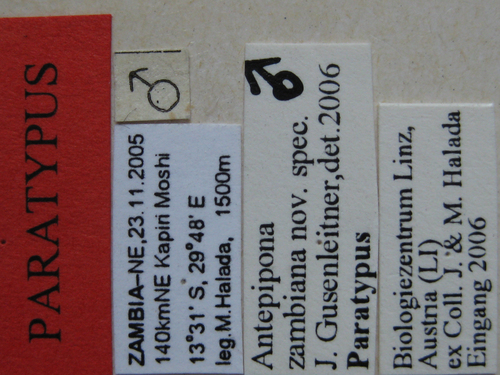 PARATYPUS
♂
ZAMBIA-NE,23.11.2005
140kmNE Kapiri Moshi
13°31' S, 29°48' E
leg.M.Halada, 1500m
♂
Antepipona
zambiana nov. spec.
J. Gusenleitner,det.2006
Paratypus
Biologiezentrum Linz,
Austria (LI)
ex Coll. J. & M. Halada
Eingang 2006